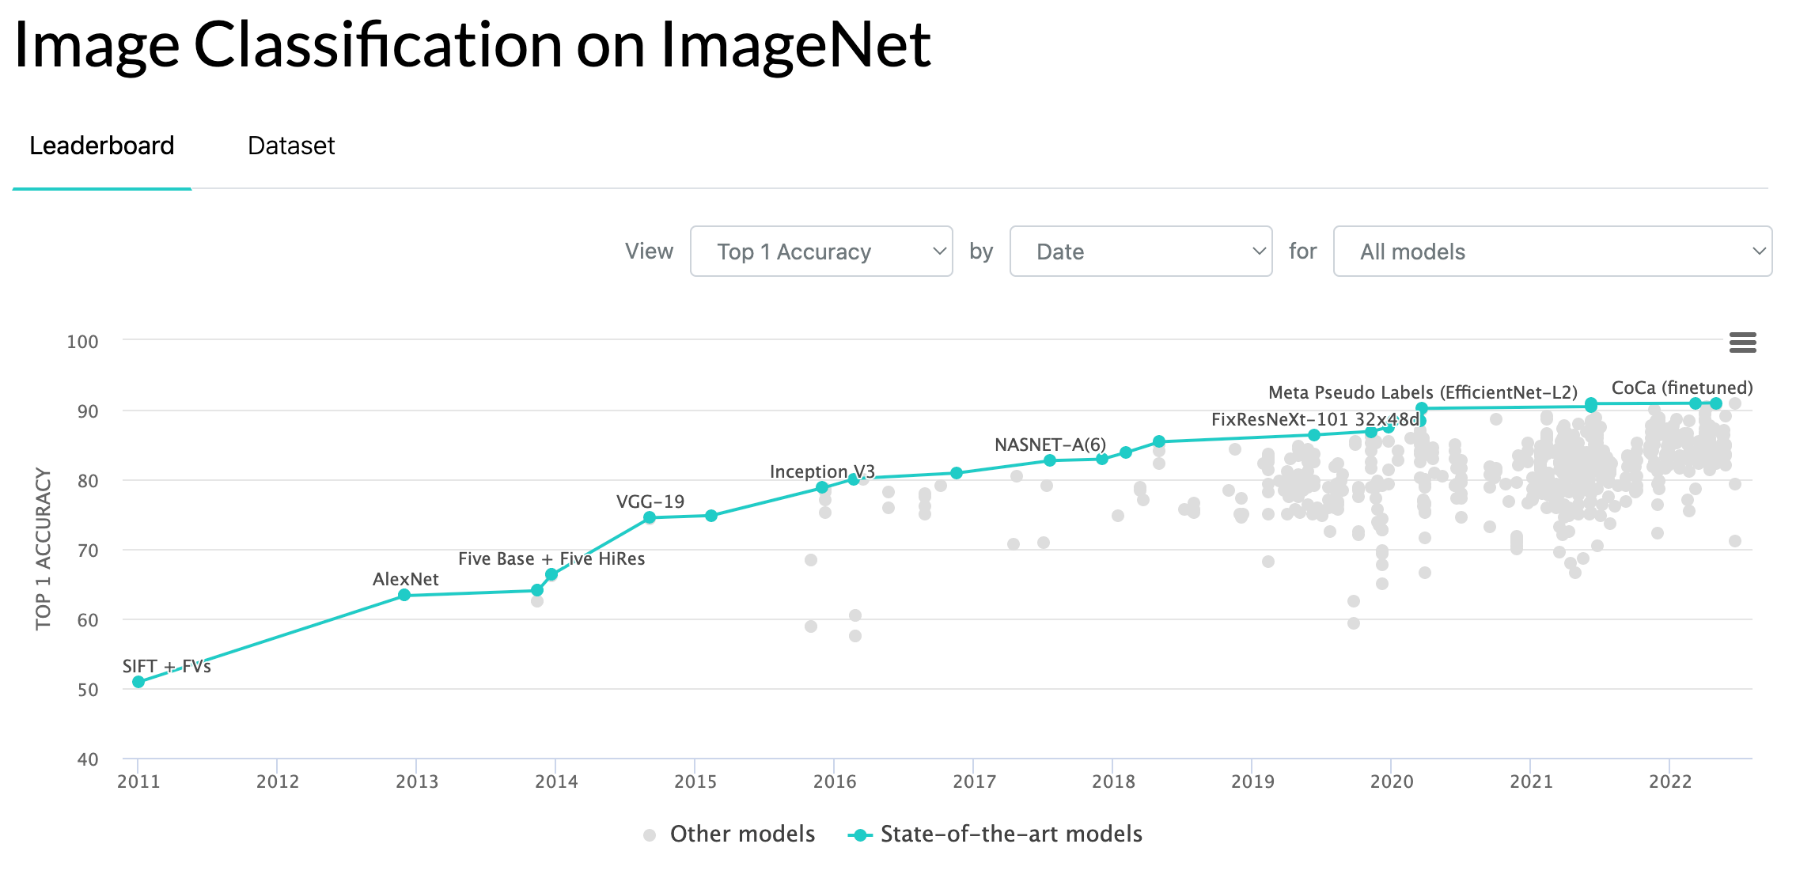 Image Classification on ImageNet
Leaderboard Dataset
View Top 1 Accuracy by Date for All models
100
90
80
70
60
50
40
TOP 1 ACCURACY
SIFT + FVs
AlexNet
Five Base + Five HiRes
VGG-19
Inception V3
NASNET-A(6)
FixResNeXt-101 32x48d
Meta Pseudo Labels (EfficientNet-L2)
CoCa (finetuned)
2011 2012 2013 2014 2015 2016 2017 2018 2019 2020 2021 2022
Other models State-of-the-art models